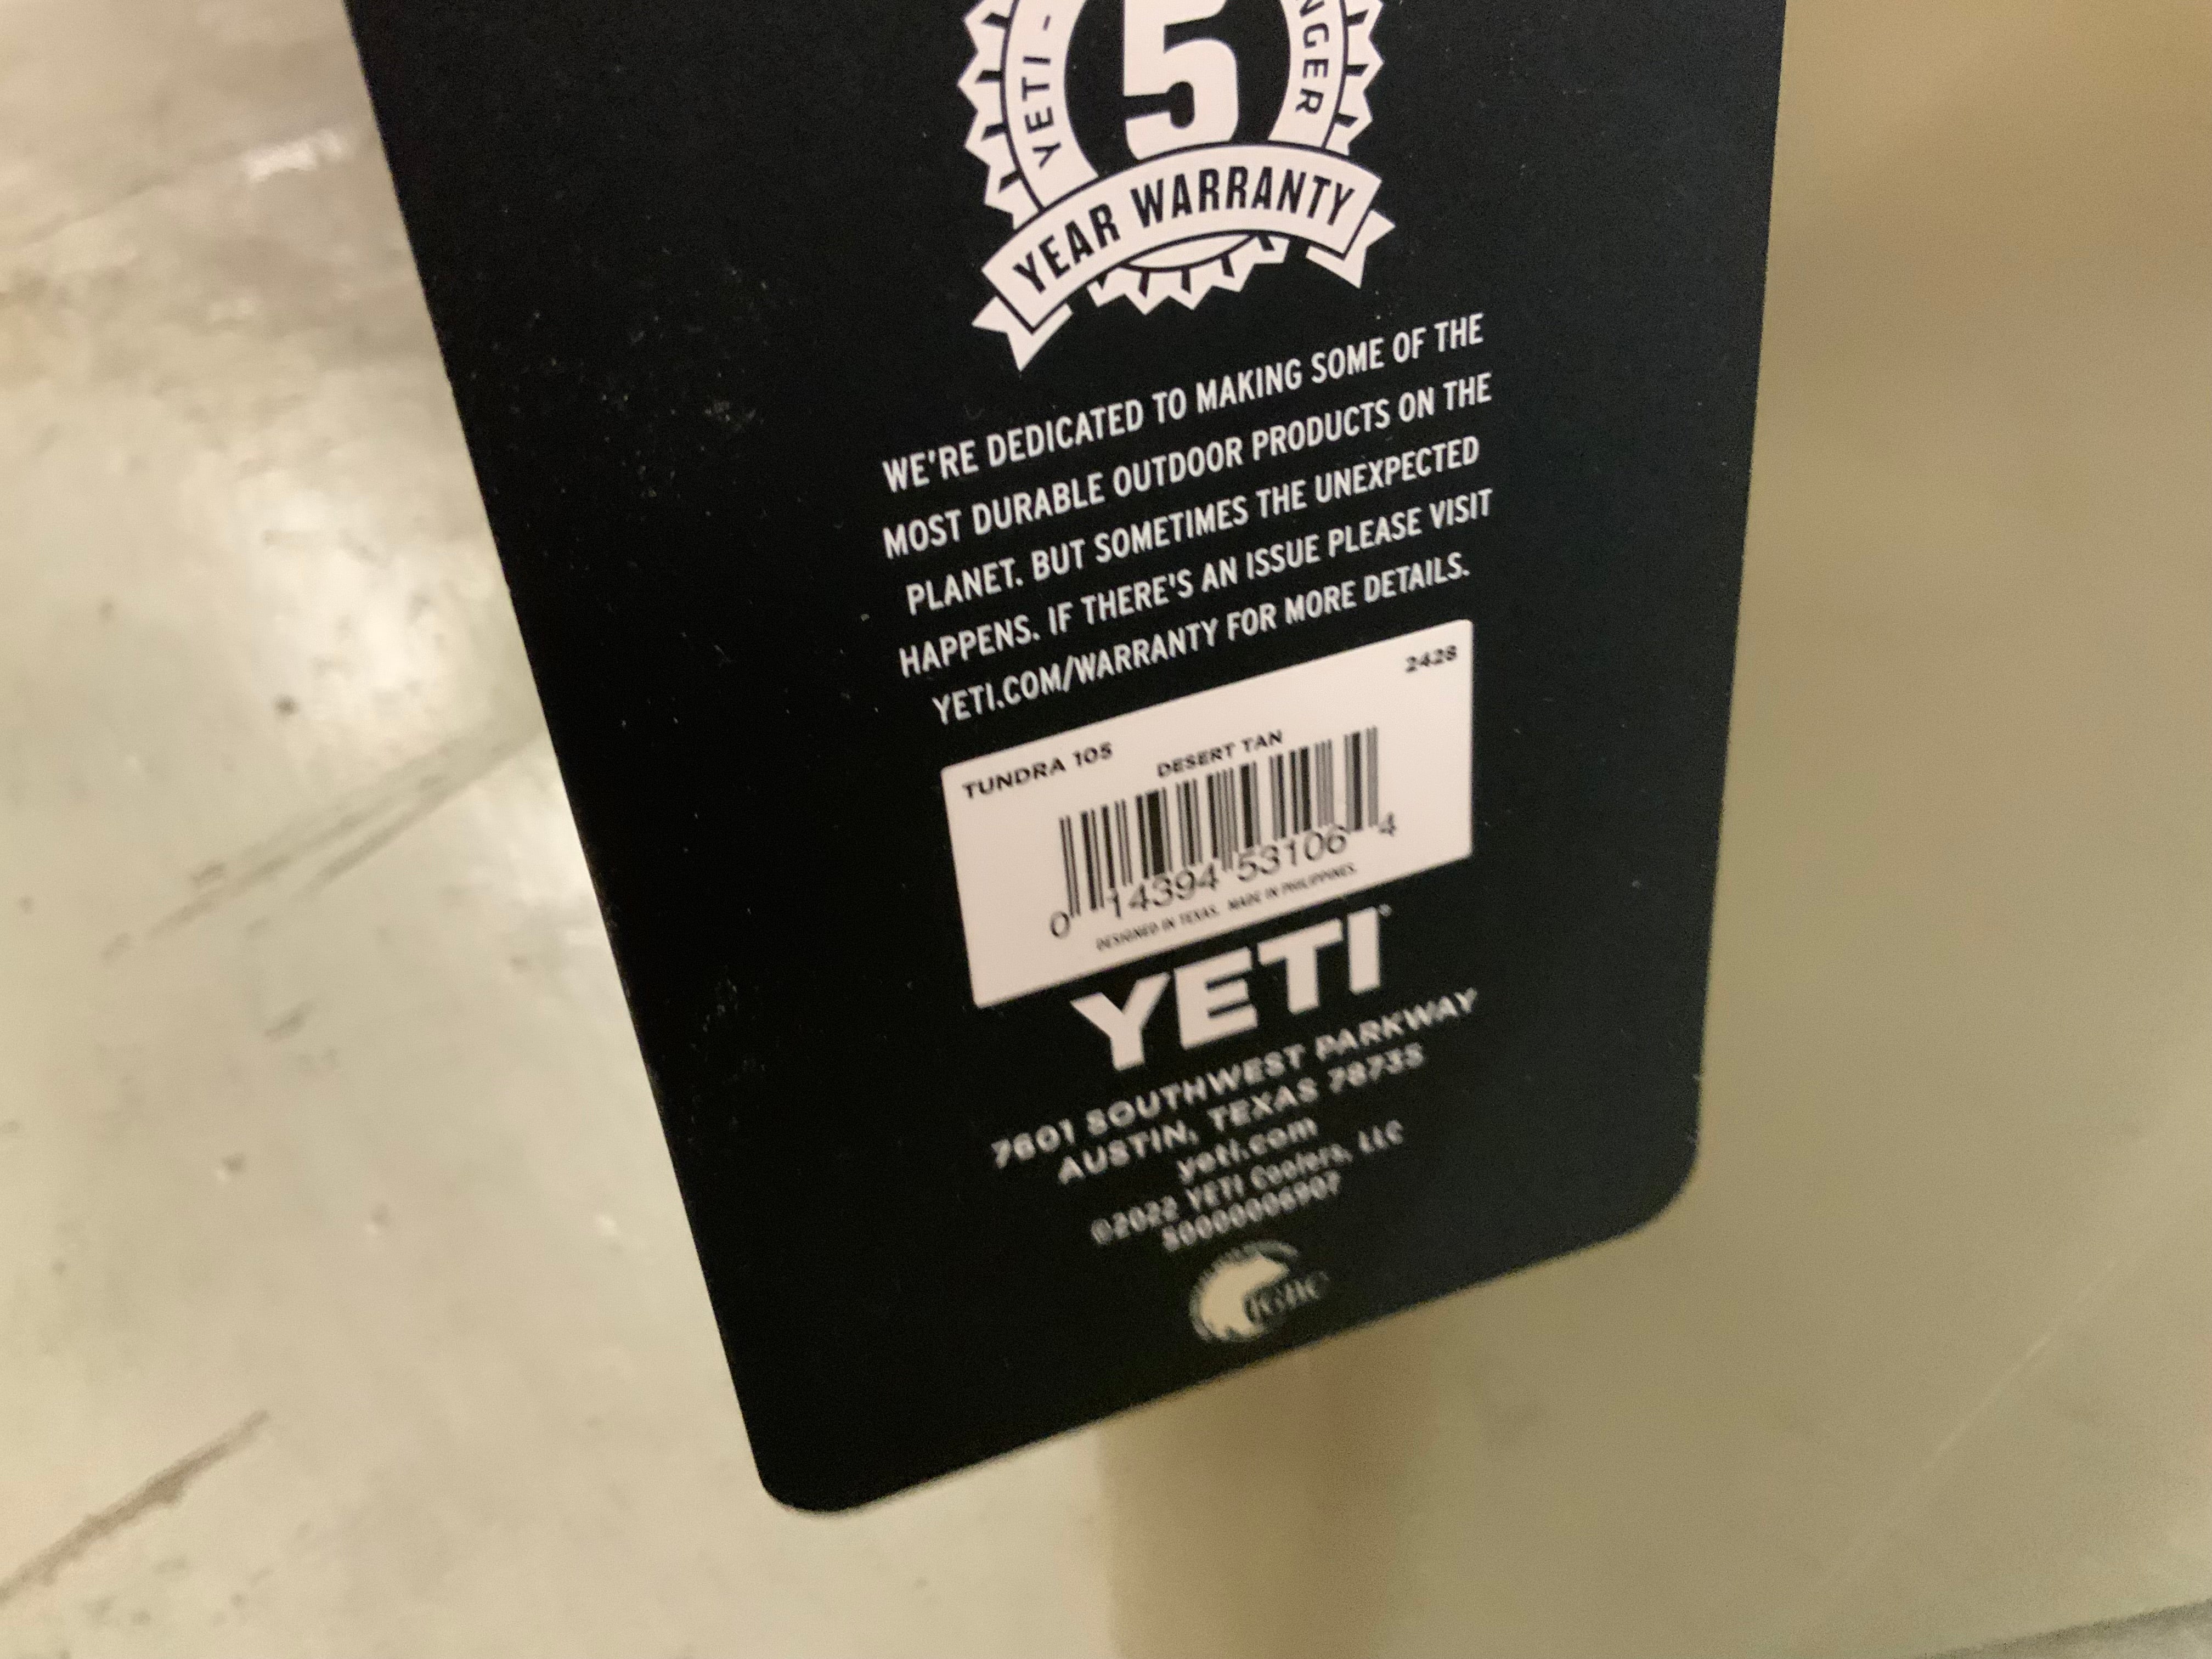 YETI -
NGER
5
YEAR WARRANTY
WE'RE DEDICATED TO MAKING SOME OF THE
MOST DURABLE OUTDOOR PRODUCTS ON THE
PLANET. BUT SOMETIMES THE UNEXPECTED
HAPPENS. IF THERE'S AN ISSUE PLEASE VISIT
YETI.COM/WARRANTY FOR MORE DETAILS.
2428
TUNDRA 105 DESERT TAN
0 14394 53106 4
DESIGNED IN TEXAS. MADE IN PHILIPPINES.
YETI
7601 SOUTHWEST PARKWAY
AUSTIN, TEXAS 78735
yeti.com
©2022 YETI Coolers, LLC
50000006907
IGBC